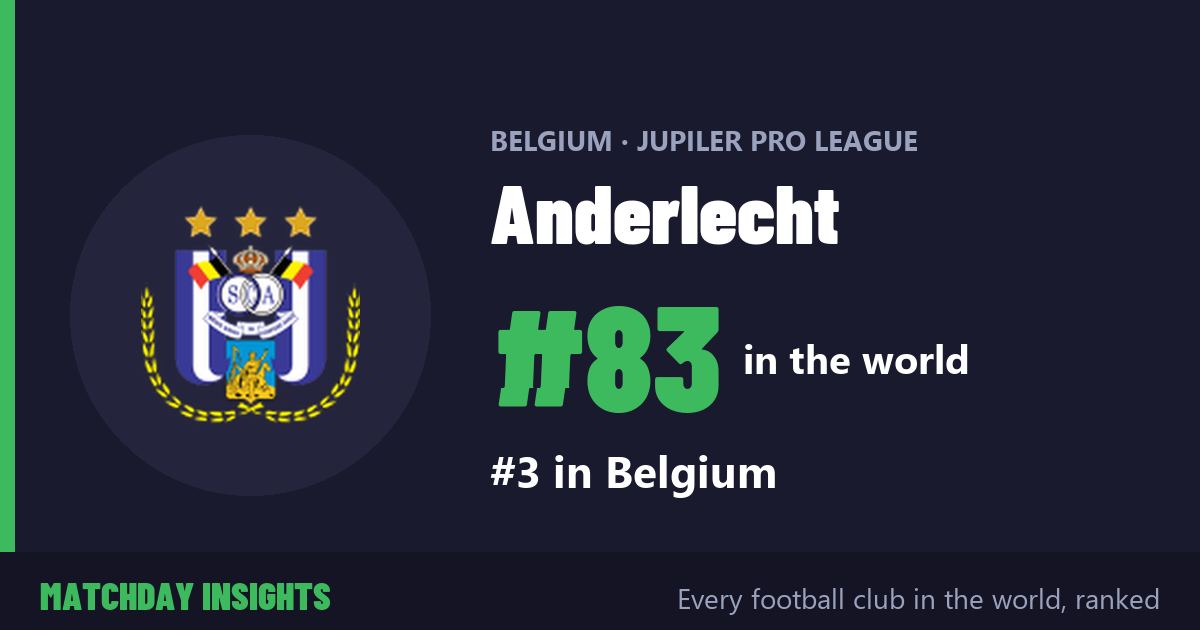 BELGIUM · JUPILER PRO LEAGUE
Anderlecht
#83 in the world
#3 in Belgium
MATCHDAY INSIGHTS
Every football club in the world, ranked